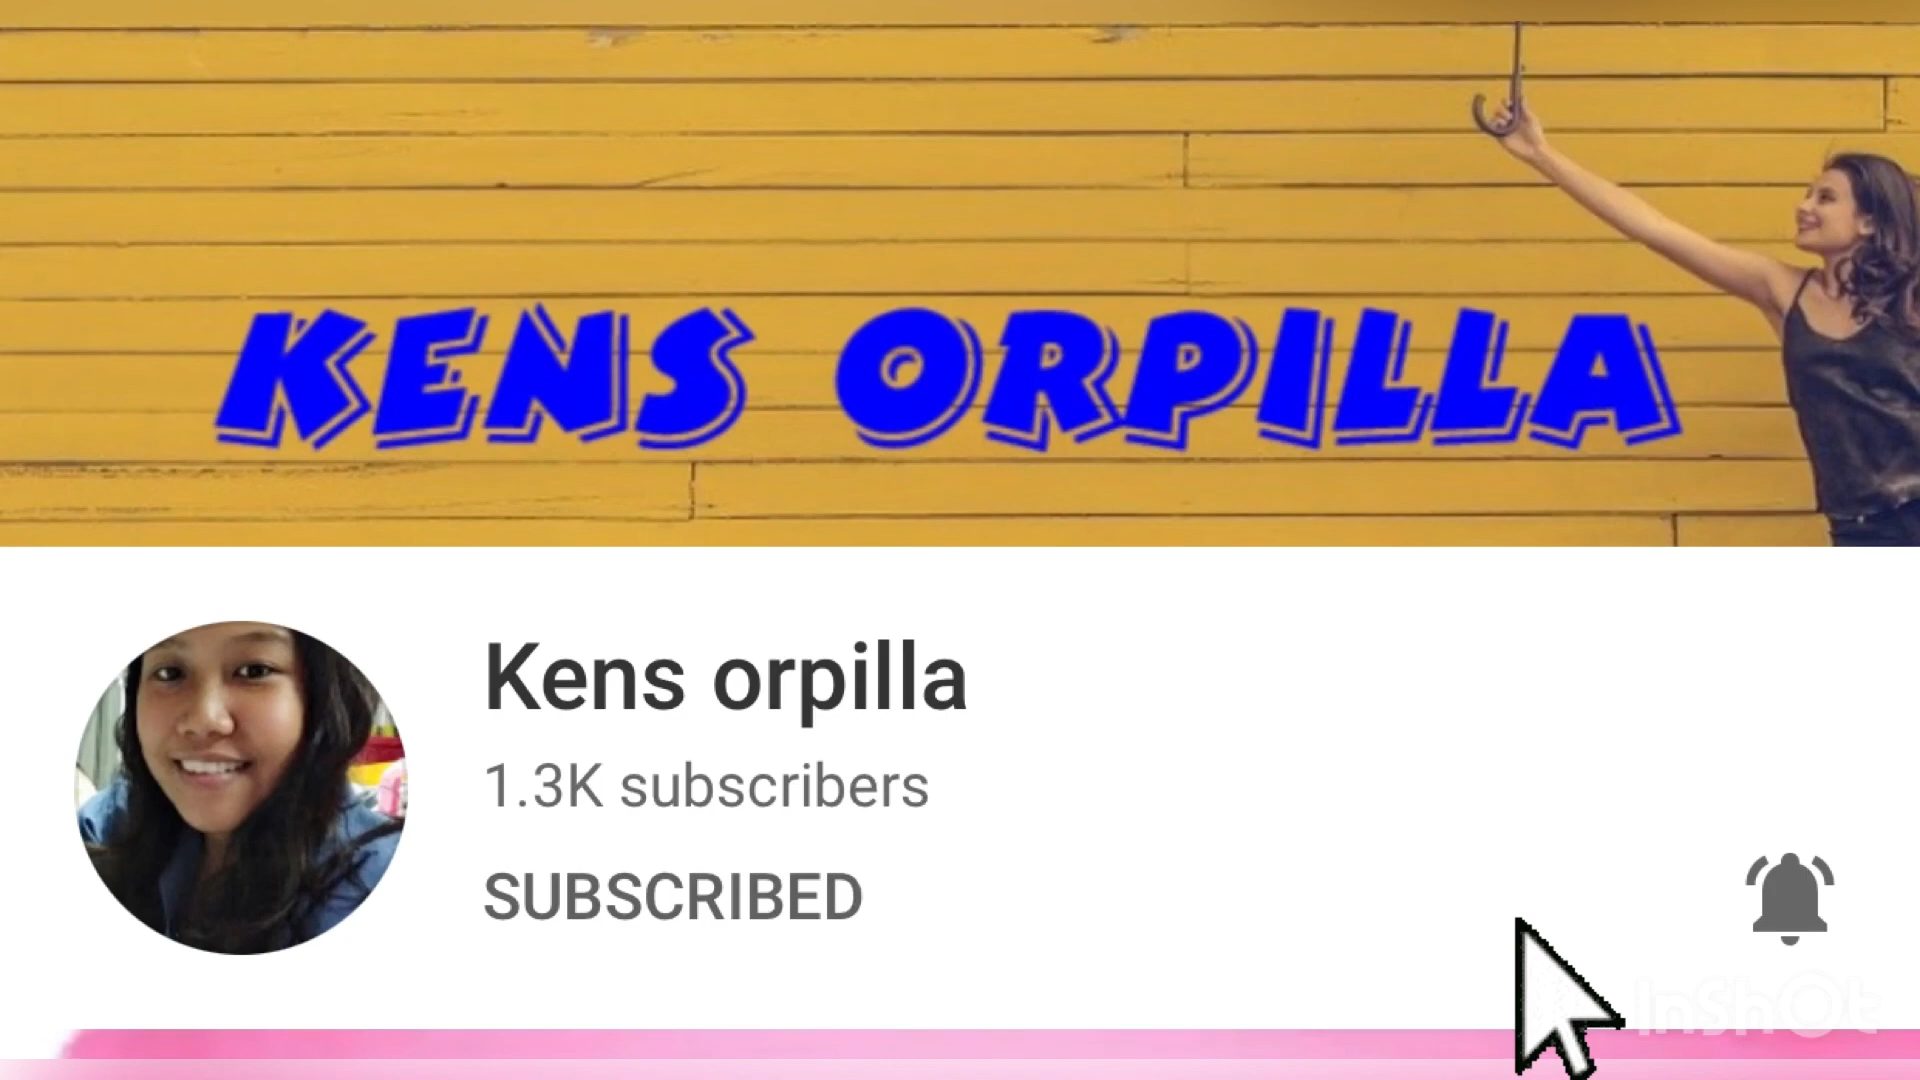 KENS ORPILLA
Kens orpilla
1.3K subscribers
SUBSCRIBED
InShOt